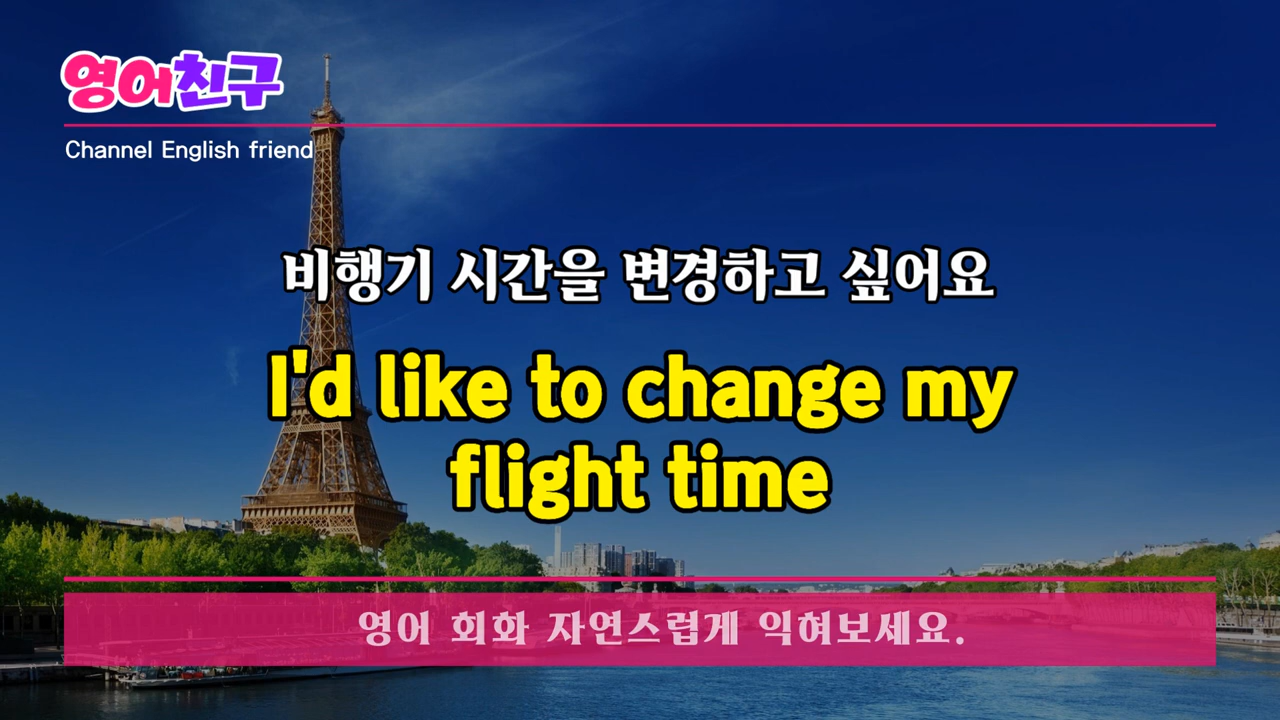 영어친구
Channel English friend
비행기 시간을 변경하고 싶어요
I'd like to change my
flight time
영어 회화 자연스럽게 익혀보세요.